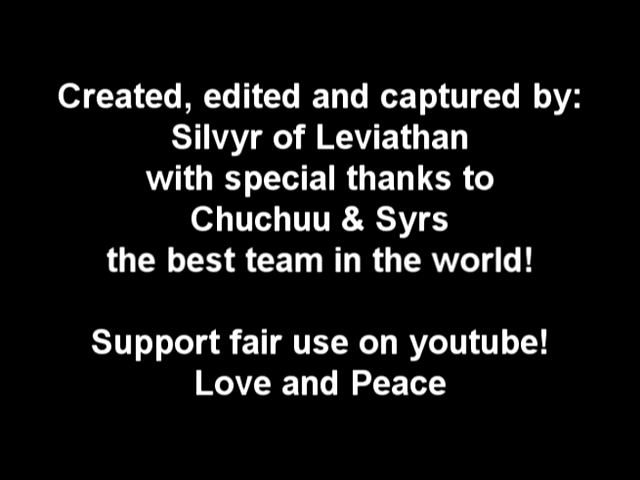 Created, edited and captured by:
Silvyr of Leviathan
with special thanks to
Chuchuu & Syrs
the best team in the world!
Support fair use on youtube!
Love and Peace